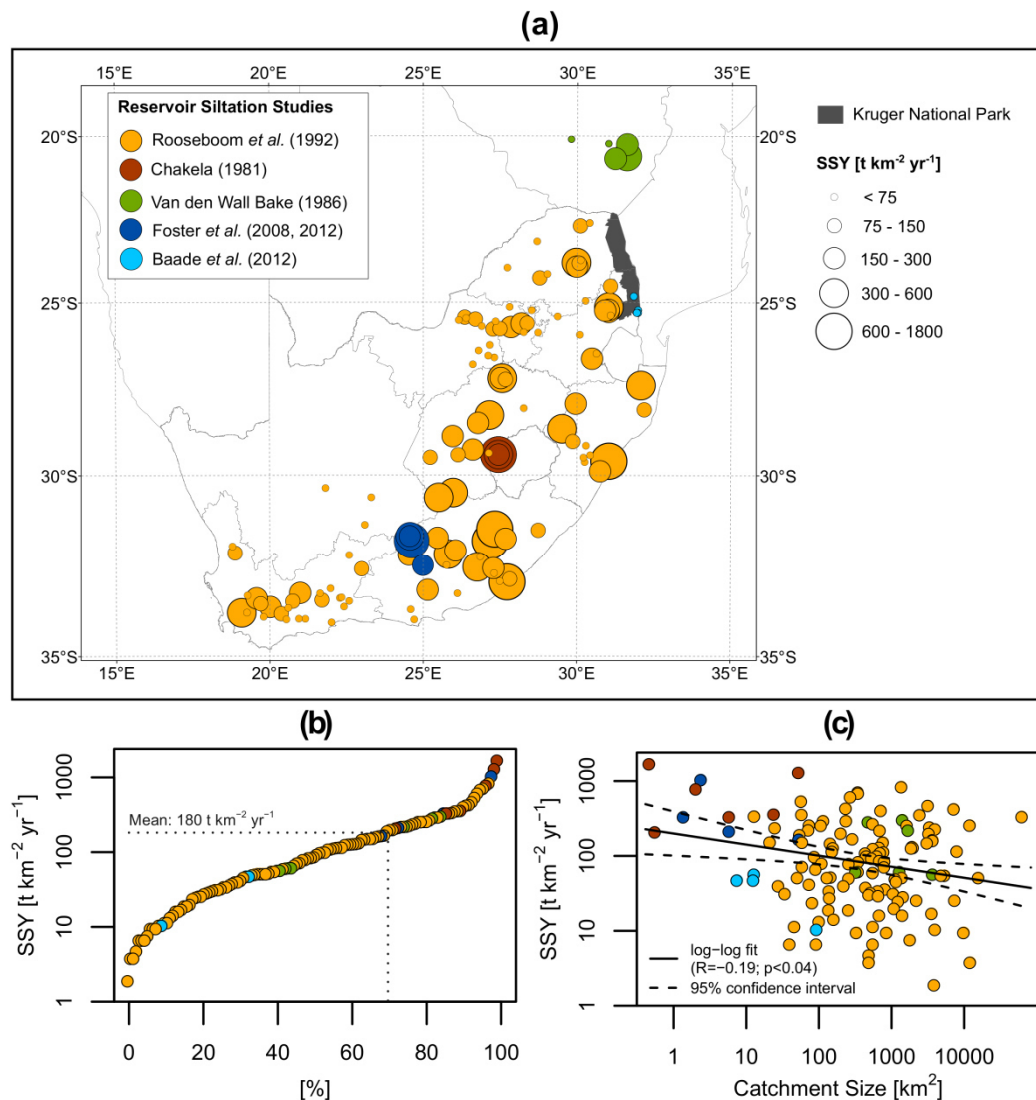 (a)
15°E 20°E 25°E 30°E 35°E
Reservoir Siltation Studies
Rooseboom et al. (1992)
Chakela (1981)
Van den Wall Bake (1986)
Foster et al. (2008, 2012)
Baade et al. (2012)
Kruger National Park
SSY [t km⁻² yr⁻¹]
< 75
75 - 150
150 - 300
300 - 600
600 - 1800
20°S 20°S
25°S 25°S
30°S 30°S
35°S 35°S
15°E 20°E 25°E 30°E 35°E
(b)
SSY [t km⁻² yr⁻¹]
1000
100
10
1
Mean: 180 t km⁻² yr⁻¹
0 20 40 60 80 100
[%]
(c)
SSY [t km⁻² yr⁻¹]
1000
100
10
1
log−log fit
(R=−0.19; p<0.04)
95% confidence interval
1 10 100 1000 10000
Catchment Size [km²]